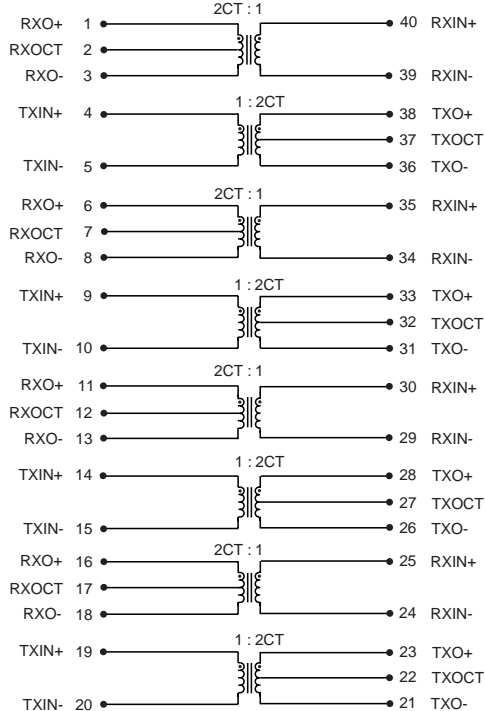 2CT : 1
RXO+ 1 40 RXIN+
RXOCT 2
RXO- 3 39 RXIN-
1 : 2CT
TXIN+ 4 38 TXO+
37 TXOCT
TXIN- 5 36 TXO-
2CT : 1
RXO+ 6 35 RXIN+
RXOCT 7
RXO- 8 34 RXIN-
1 : 2CT
TXIN+ 9 33 TXO+
32 TXOCT
TXIN- 10 31 TXO-
2CT : 1
RXO+ 11 30 RXIN+
RXOCT 12
RXO- 13 29 RXIN-
1 : 2CT
TXIN+ 14 28 TXO+
27 TXOCT
TXIN- 15 26 TXO-
2CT : 1
RXO+ 16 25 RXIN+
RXOCT 17
RXO- 18 24 RXIN-
1 : 2CT
TXIN+ 19 23 TXO+
22 TXOCT
TXIN- 20 21 TXO-